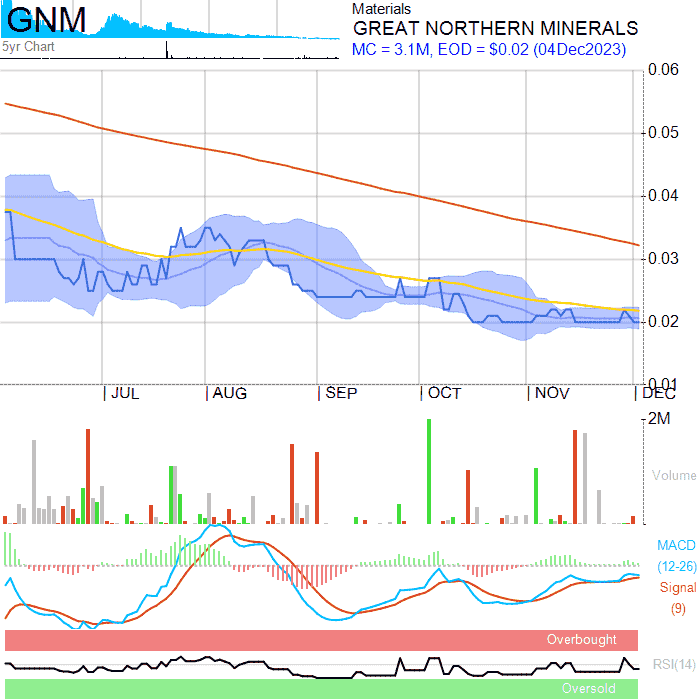 GNM
5yr Chart
Materials
GREAT NORTHERN MINERALS
MC = 3.1M, EOD = $0.02 (04Dec2023)
0.06
0.05
0.04
0.03
0.02
0.01
JUL
AUG
SEP
OCT
NOV
DEC
2M
Volume
MACD
(12-26)
Signal
(9)
Overbought
RSI(14)
Oversold